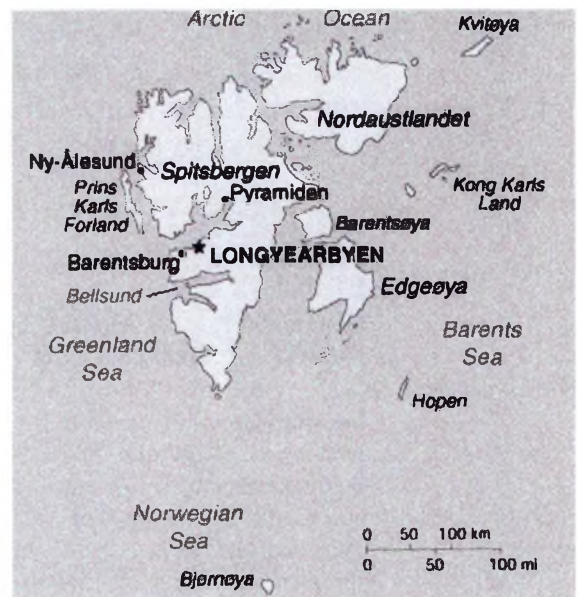 Arctic Ocean
Kvitøya
Nordaustlandet
Ny-Ålesund
Spitsbergen
Prins
Karls
Forland
Pyramiden
Kong Karls
Land
Barentsøya
Barentsburg
LONGYEARBYEN
Bellsund
Edgeøya
Greenland
Sea
Barents
Sea
Hopen
Norwegian
Sea
0 50 100 km
0 50 100 mi
Bjørnøya